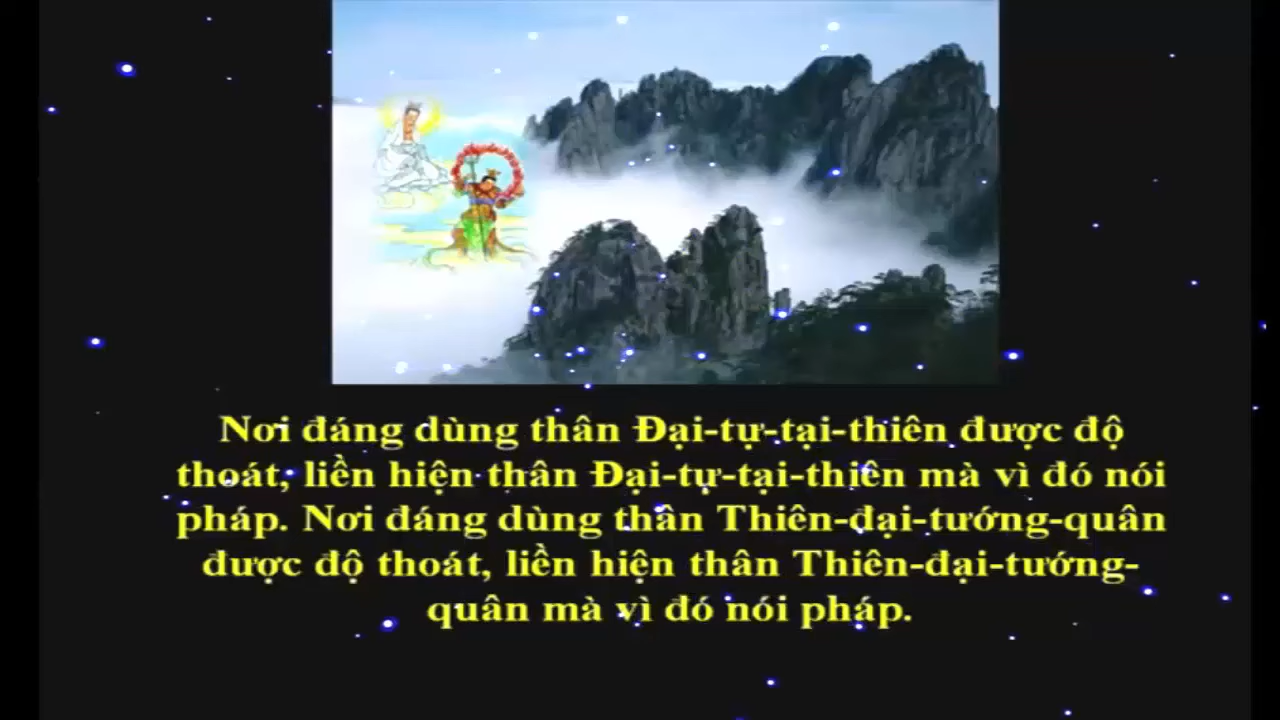 Nơi đáng dùng thân Đại-tự-tại-thiên được độ
thoát, liền hiện thân Đại-tự-tại-thiên mà vì đó nói
pháp. Nơi đáng dùng thân Thiên-đại-tướng-quân
được độ thoát, liền hiện thân Thiên-đại-tướng-
quân mà vì đó nói pháp.